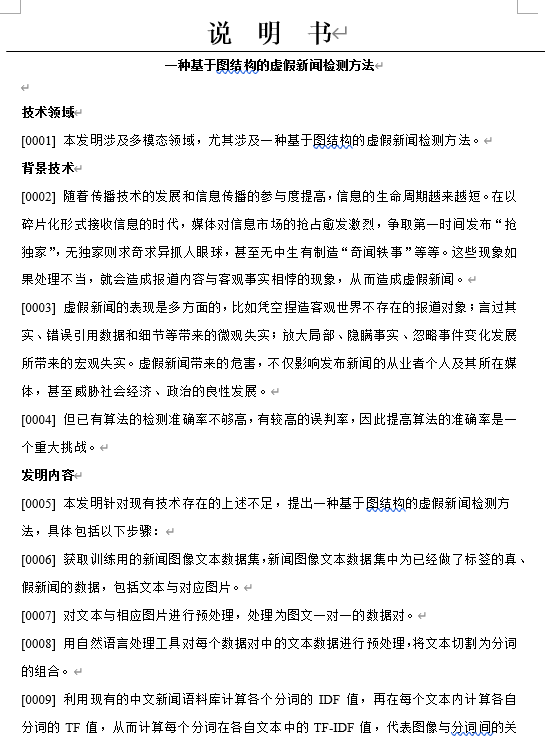 说 明 书
一种基于图结构的虚假新闻检测方法
技术领域
[0001] 本发明涉及多模态领域，尤其涉及一种基于图结构的虚假新闻检测方法。
背景技术
[0002] 随着传播技术的发展和信息传播的参与度提高，信息的生命周期越来越短。在以
碎片化形式接收信息的时代，媒体对信息市场的抢占愈发激烈，争取第一时间发布“抢
独家”，无独家则求奇求异抓人眼球，甚至无中生有制造“奇闻轶事”等等。这些现象如
果处理不当，就会造成报道内容与客观事实相悖的现象，从而造成虚假新闻。
[0003] 虚假新闻的表现是多方面的，比如凭空捏造客观世界不存在的报道对象；言过其
实、错误引用数据和细节等带来的微观失实；放大局部、隐瞒事实、忽略事件变化发展
所带来的宏观失实。虚假新闻带来的危害，不仅影响发布新闻的从业者个人及其所在媒
体，甚至威胁社会经济、政治的良性发展。
[0004] 但已有算法的检测准确率不够高，有较高的误判率，因此提高算法的准确率是一
个重大挑战。
发明内容
[0005] 本发明针对现有技术存在的上述不足，提出一种基于图结构的虚假新闻检测方
法，具体包括以下步骤：
[0006] 获取训练用的新闻图像文本数据集，新闻图像文本数据集中为已经做了标签的真、
假新闻的数据，包括文本与对应图片。
[0007] 对文本与相应图片进行预处理，处理为图文一对一的数据对。
[0008] 用自然语言处理工具对每个数据对中的文本数据进行预处理，将文本切割为分词
的组合。
[0009] 利用现有的中文新闻语料库计算各个分词的 IDF 值，再在每个文本内计算各自
分词的 TF 值，从而计算每个分词在各自文本中的 TF-IDF 值，代表图像与分词间的关